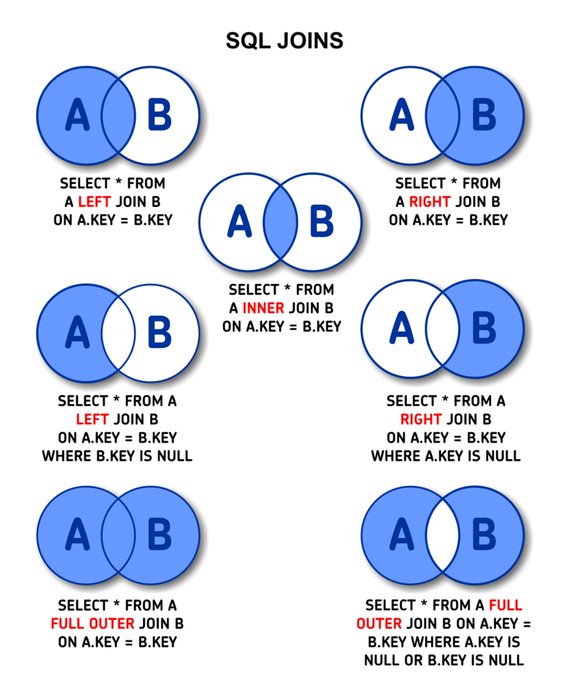 SQL JOINS
A B
SELECT * FROM
A LEFT JOIN B
ON A.KEY = B.KEY
A B
SELECT * FROM
A RIGHT JOIN B
ON A.KEY = B.KEY
A B
SELECT * FROM
A INNER JOIN B
ON A.KEY = B.KEY
A B
SELECT * FROM A
LEFT JOIN B
ON A.KEY = B.KEY
WHERE B.KEY IS NULL
A B
SELECT * FROM A
RIGHT JOIN B
ON A.KEY = B.KEY
WHERE A.KEY IS NULL
A B
SELECT * FROM A
FULL OUTER JOIN B
ON A.KEY = B.KEY
A B
SELECT * FROM A FULL
OUTER JOIN B ON A.KEY =
B.KEY WHERE A.KEY IS
NULL OR B.KEY IS NULL